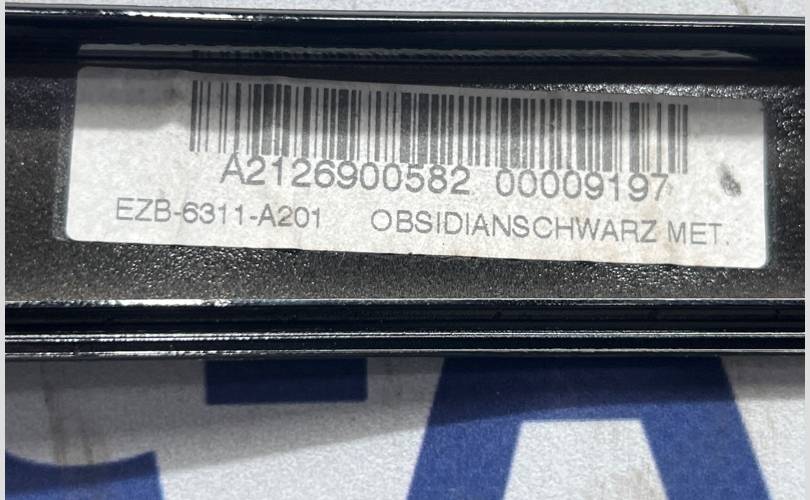 A2126900582 00009197
EZB-6311-A201 OBSIDIANSCHWARZ MET.